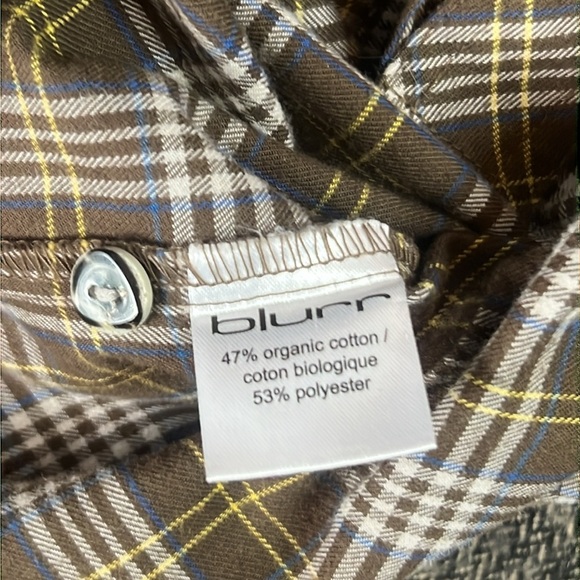 blurr
47% organic cotton /
coton biologique
53% polyester